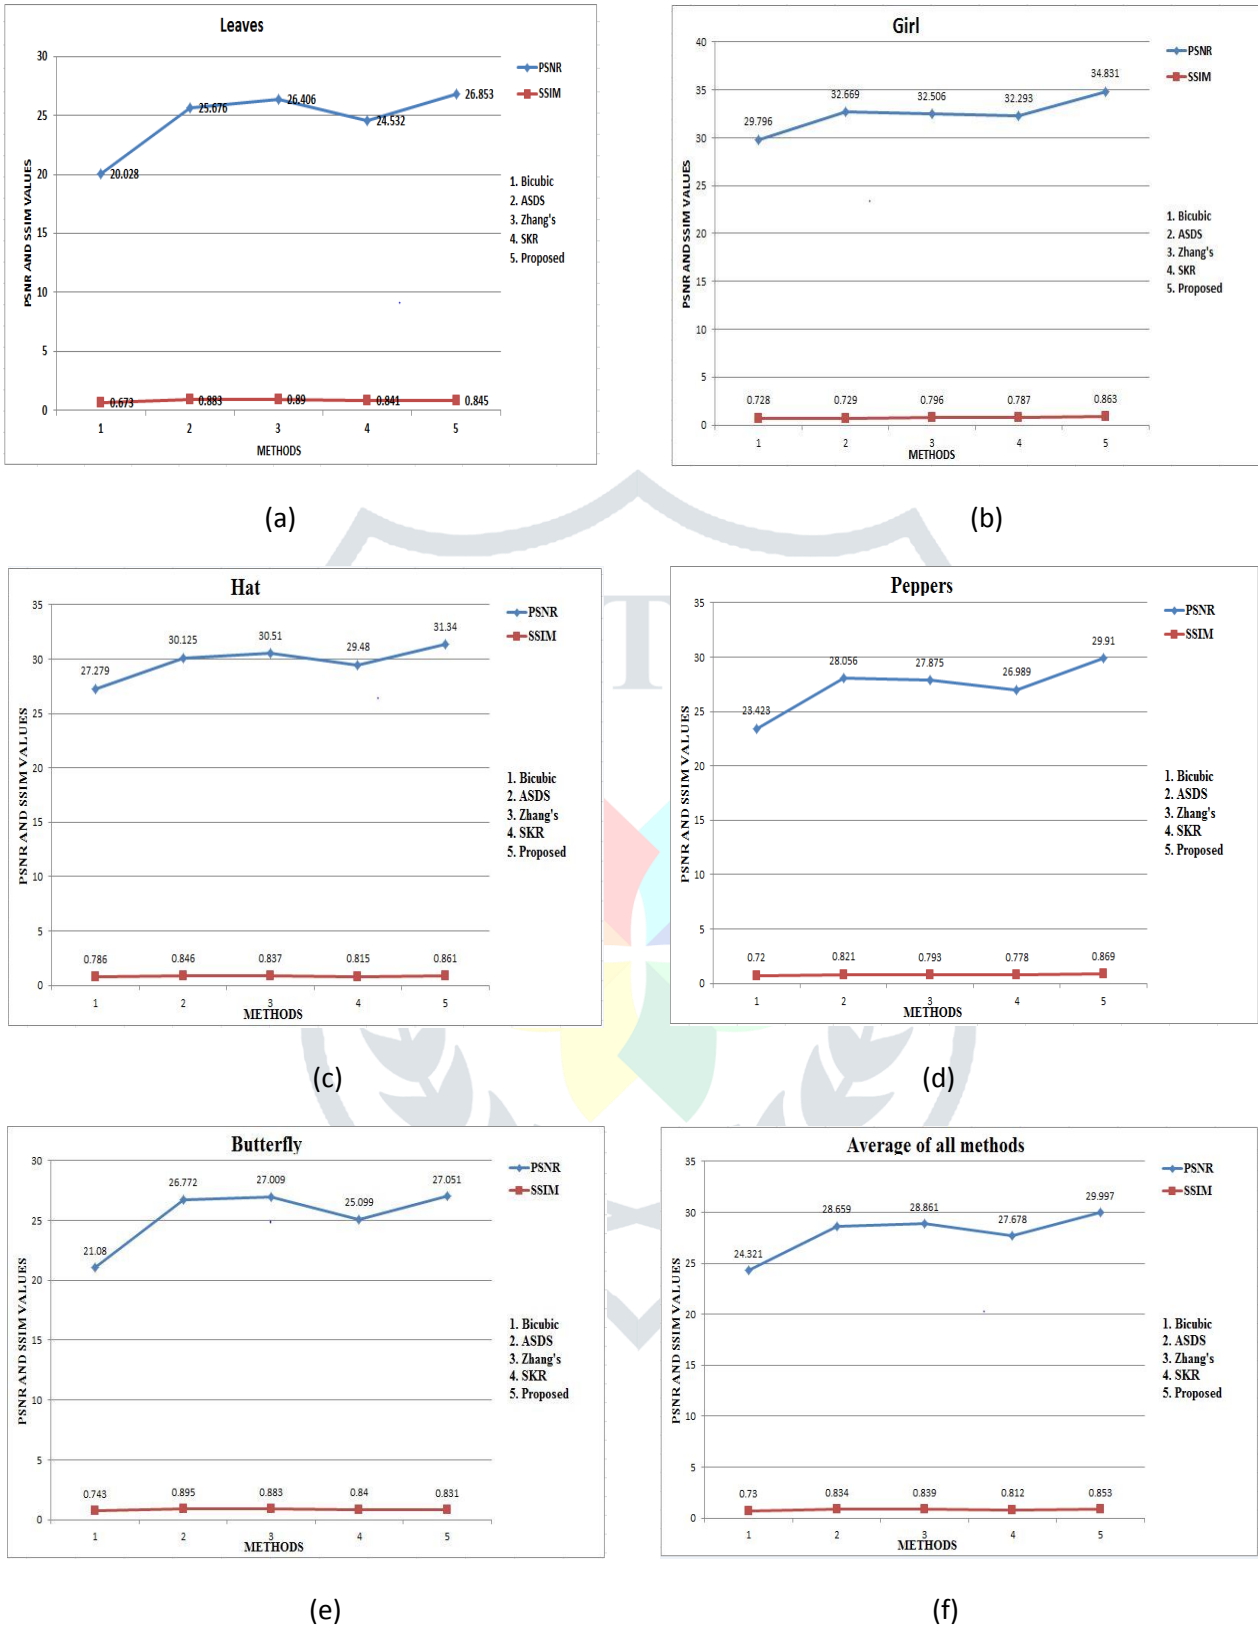 Leaves
30
25
20
15
10
5
0
PSNR AND SSIM VALUES
20.028
25.676
26.406
24.532
26.853
0.673
0.883
0.89
0.841
0.845
1
2
3
4
5
METHODS
PSNR
SSIM
1. Bicubic
2. ASDS
3. Zhang's
4. SKR
5. Proposed
(a)
Girl
40
35
30
25
20
15
10
5
0
PSNR AND SSIM VALUES
29.796
32.669
32.506
32.293
34.831
0.728
0.729
0.796
0.787
0.863
1
2
3
4
5
METHODS
PSNR
SSIM
1. Bicubic
2. ASDS
3. Zhang's
4. SKR
5. Proposed
(b)
Hat
35
30
25
20
15
10
5
0
PSNR AND SSIM VALUES
27.279
30.125
30.51
29.48
31.34
0.786
0.846
0.837
0.815
0.861
1
2
3
4
5
METHODS
PSNR
SSIM
1. Bicubic
2. ASDS
3. Zhang's
4. SKR
5. Proposed
(c)
T
Peppers
35
30
25
20
15
10
5
0
PSNR AND SSIM VALUES
23.423
28.056
27.875
26.989
29.91
0.72
0.821
0.793
0.778
0.869
1
2
3
4
5
METHODS
PSNR
SSIM
1. Bicubic
2. ASDS
3. Zhang's
4. SKR
5. Proposed
(d)
Butterfly
30
25
20
15
10
5
0
PSNR AND SSIM VALUES
21.08
26.772
27.009
25.099
27.051
0.743
0.895
0.883
0.84
0.831
1
2
3
4
5
METHODS
PSNR
SSIM
1. Bicubic
2. ASDS
3. Zhang's
4. SKR
5. Proposed
(e)
Average of all methods
35
30
25
20
15
10
5
0
PSNR AND SSIM VALUES
24.321
28.659
28.861
27.678
29.997
0.73
0.834
0.839
0.812
0.853
1
2
3
4
5
METHODS
PSNR
SSIM
1. Bicubic
2. ASDS
3. Zhang's
4. SKR
5. Proposed
(f)